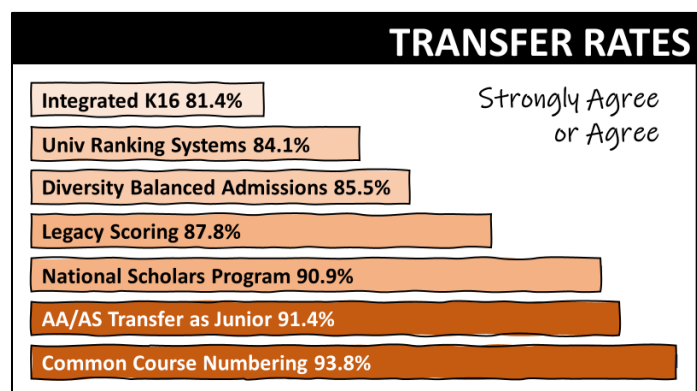 TRANSFER RATES
Strongly Agree
or Agree
Integrated K16 81.4%
Univ Ranking Systems 84.1%
Diversity Balanced Admissions 85.5%
Legacy Scoring 87.8%
National Scholars Program 90.9%
AA/AS Transfer as Junior 91.4%
Common Course Numbering 93.8%